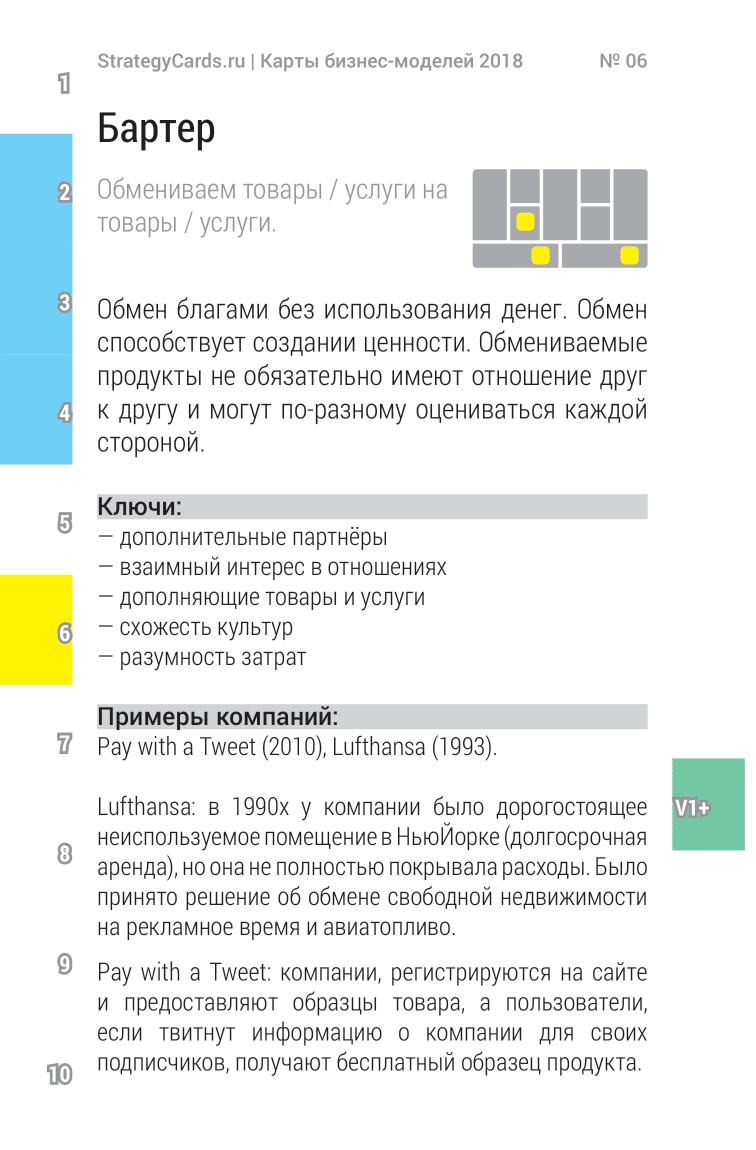 StrategyCards.ru | Карты бизнес-моделей 2018 № 06
1
Бартер
2
Обмениваем товары / услуги на
товары / услуги.
3
Обмен благами без использования денег. Обмен
способствует создании ценности. Обмениваемые
продукты не обязательно имеют отношение друг
4
к другу и могут по-разному оцениваться каждой
стороной.
Ключи:
5
— дополнительные партнёры
— взаимный интерес в отношениях
— дополняющие товары и услуги
6
— схожесть культур
— разумность затрат
Примеры компаний:
7
Pay with a Tweet (2010), Lufthansa (1993).
V1+
Lufthansa: в 1990х у компании было дорогостоящее
неиспользуемое помещение в НьюЙорке (долгосрочная
8
аренда), но она не полностью покрывала расходы. Было
принято решение об обмене свободной недвижимости
на рекламное время и авиатопливо.
9
Pay with a Tweet: компании, регистрируются на сайте
и предоставляют образцы товара, а пользователи,
если твитнут информацию о компании для своих
подписчиков, получают бесплатный образец продукта.
10